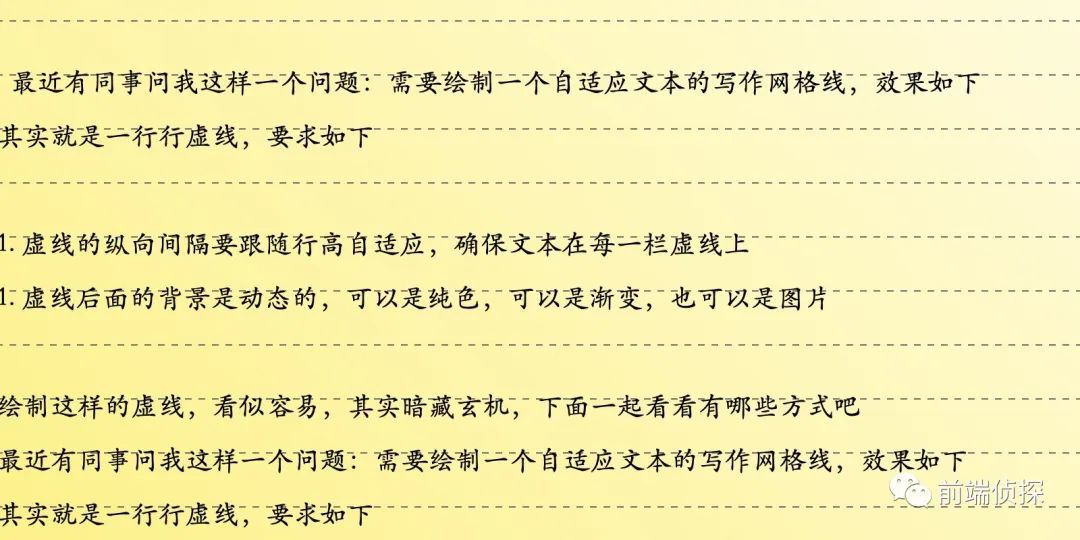 最近有同事问我这样一个问题：需要绘制一个自适应文本的写作网格线，效果如下
其实就是一行行虚线，要求如下
1. 虚线的纵向间隔要跟随行高自适应，确保文本在每一栏虚线上
1. 虚线后面的背景是动态的，可以是纯色，可以是渐变，也可以是图片
绘制这样的虚线，看似容易，其实暗藏玄机，下面一起看看有哪些方式吧
最近有同事问我这样一个问题：需要绘制一个自适应文本的写作网格线，效果如下
其实就是一行行虚线，要求如下
前端侦探